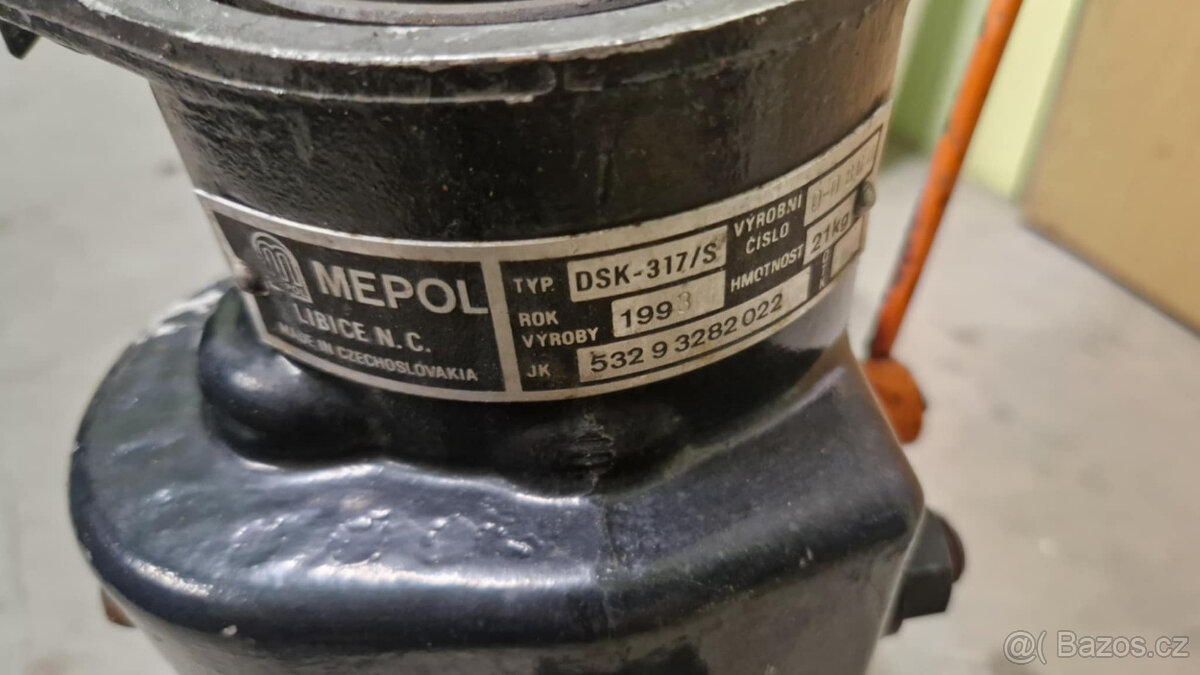 MEPOL
LIBICE N. C.
MADE IN CZECHOSLOVAKIA
TYP. DSK-317/S
ROK VÝROBY 199
JK 532 9 3282 022
VÝROBNÍ ČÍSLO
HMOTNOST 21kg
@( Bazos.cz